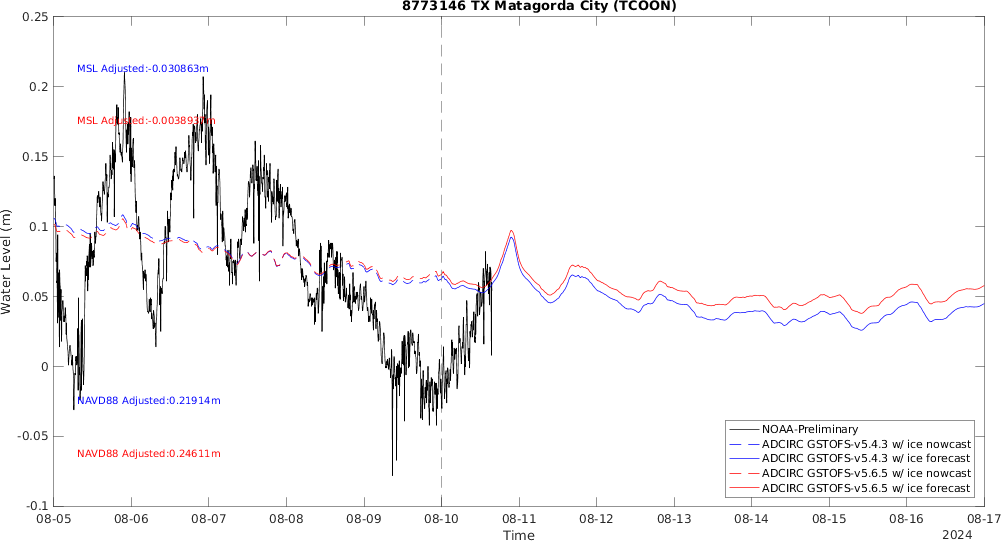 8773146 TX Matagorda City (TCOON)
0.25
0.2
0.15
0.1
0.05
0
-0.05
-0.1
Water Level (m)
MSL Adjusted:-0.030863m
NAVD88 Adjusted:0.21914m
NAVD88 Adjusted:0.24611m
NOAA-Preliminary
ADCIRC GSTOFS-v5.4.3 w/ ice nowcast
ADCIRC GSTOFS-v5.4.3 w/ ice forecast
ADCIRC GSTOFS-v5.6.5 w/ ice nowcast
ADCIRC GSTOFS-v5.6.5 w/ ice forecast
08-05 08-06 08-07 08-08 08-09 08-10 08-11 08-12 08-13 08-14 08-15 08-16 08-17
Time
2024